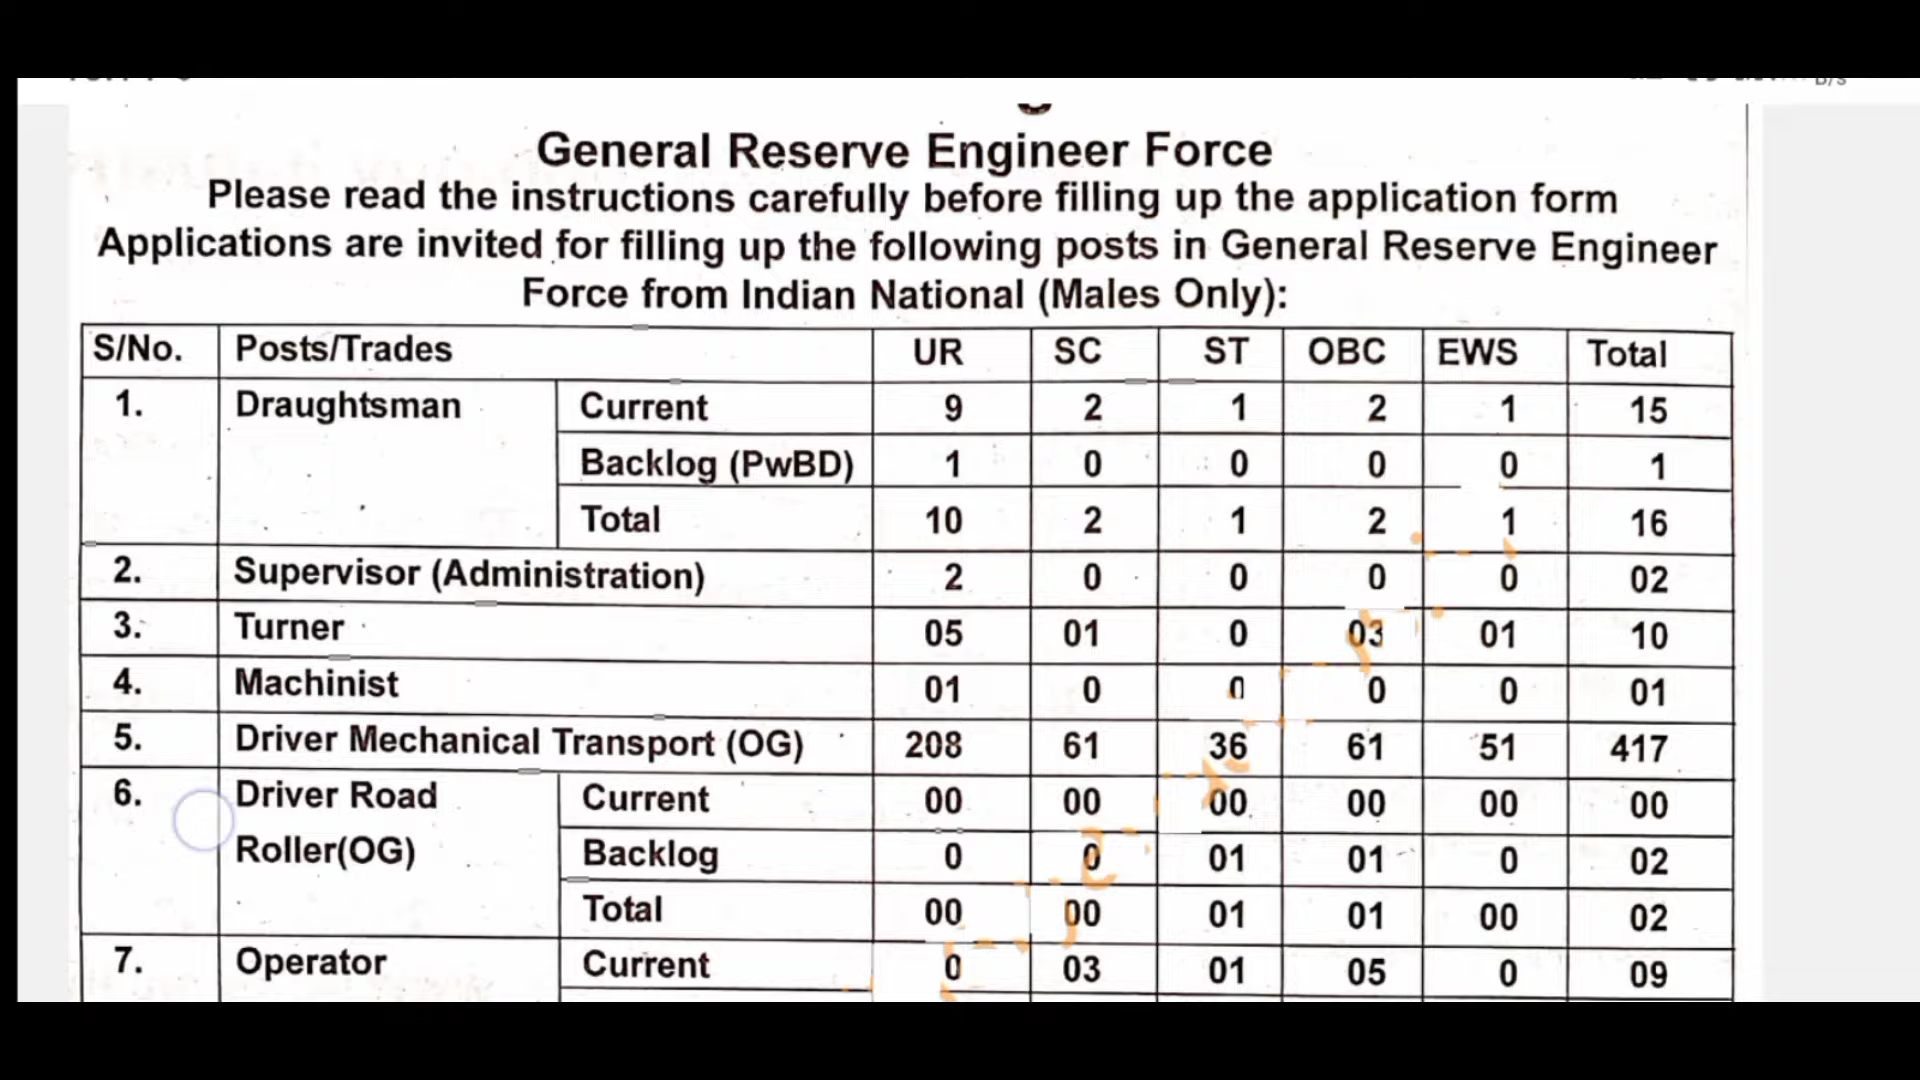 B/s
General Reserve Engineer Force
Please read the instructions carefully before filling up the application form
Applications are invited for filling up the following posts in General Reserve Engineer
Force from Indian National (Males Only):
S/No. Posts/Trades UR SC ST OBC EWS Total
1. Draughtsman Current 9 2 1 2 1 15
Backlog (PwBD) 1 0 0 0 0 1
Total 10 2 1 2 1 16
2. Supervisor (Administration) 2 0 0 0 0 02
3. Turner 05 01 0 03 01 10
4. Machinist 01 0 0 0 0 01
5. Driver Mechanical Transport (OG) 208 61 36 61 51 417
6. Driver Road Current 00 00 00 00 00 00
Roller(OG) Backlog 0 0 01 01 0 02
Total 00 00 01 01 00 02
7. Operator Current 0 03 01 05 0 09